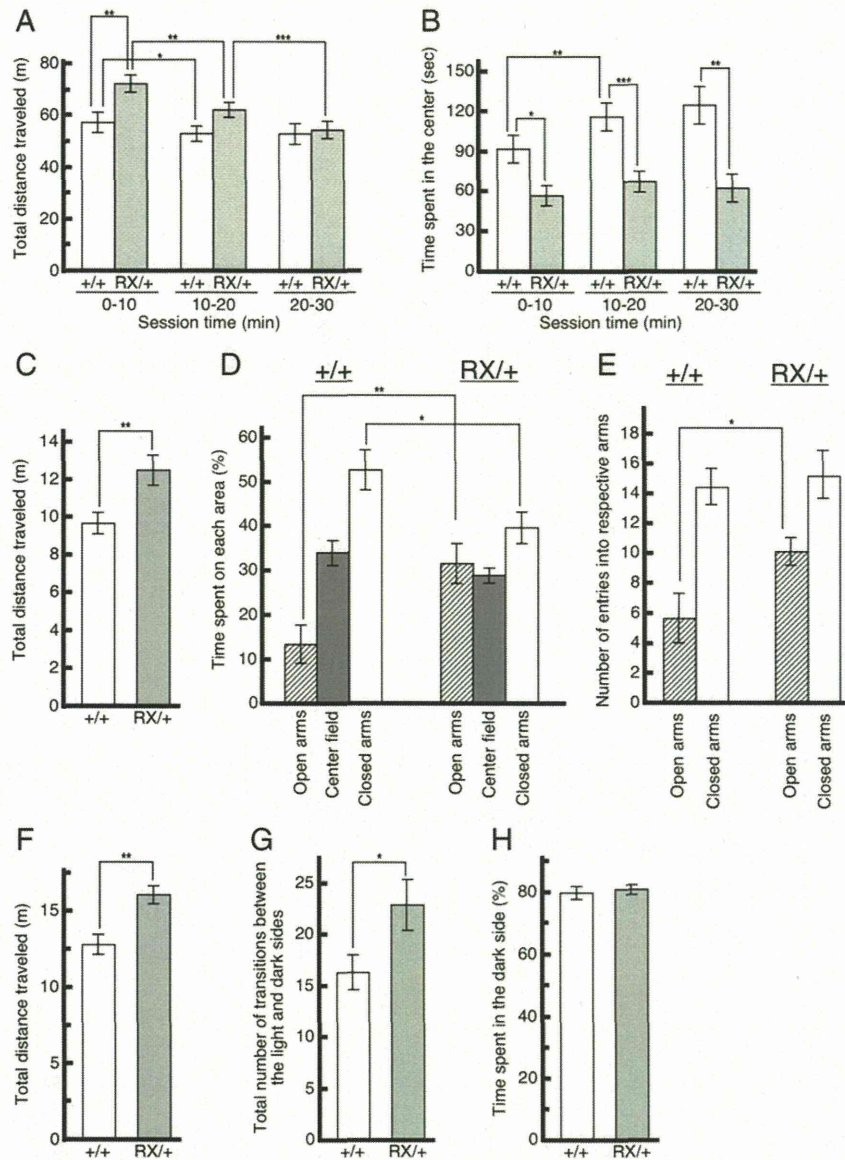 A
Total distance traveled (m)
80
60
40
20
0
** ** * ***
+/+ RX/+ +/+ RX/+ +/+ RX/+
0-10 10-20 20-30
Session time (min)
B
Time spent in the center (sec)
150
120
90
60
30
0
** * *** **
+/+ RX/+ +/+ RX/+ +/+ RX/+
0-10 10-20 20-30
Session time (min)
C
Total distance traveled (m)
14
12
10
8
6
4
2
0
**
+/+ RX/+
D
+/+ RX/+
Time spent on each area (%)
60
50
40
30
20
10
0
** *
Open arms
Center field
Closed arms
Open arms
Center field
Closed arms
E
+/+ RX/+
Number of entries into respective arms
18
16
14
12
10
8
6
4
2
0
*
Open arms
Closed arms
Open arms
Closed arms
F
Total distance traveled (m)
15
15
10
5
0
**
+/+ RX/+
G
Total number of transitions between
the light and dark sides
25
20
15
10
5
0
*
+/+ RX/+
H
Time spent in the dark side (%)
80
60
40
20
0
+/+ RX/+